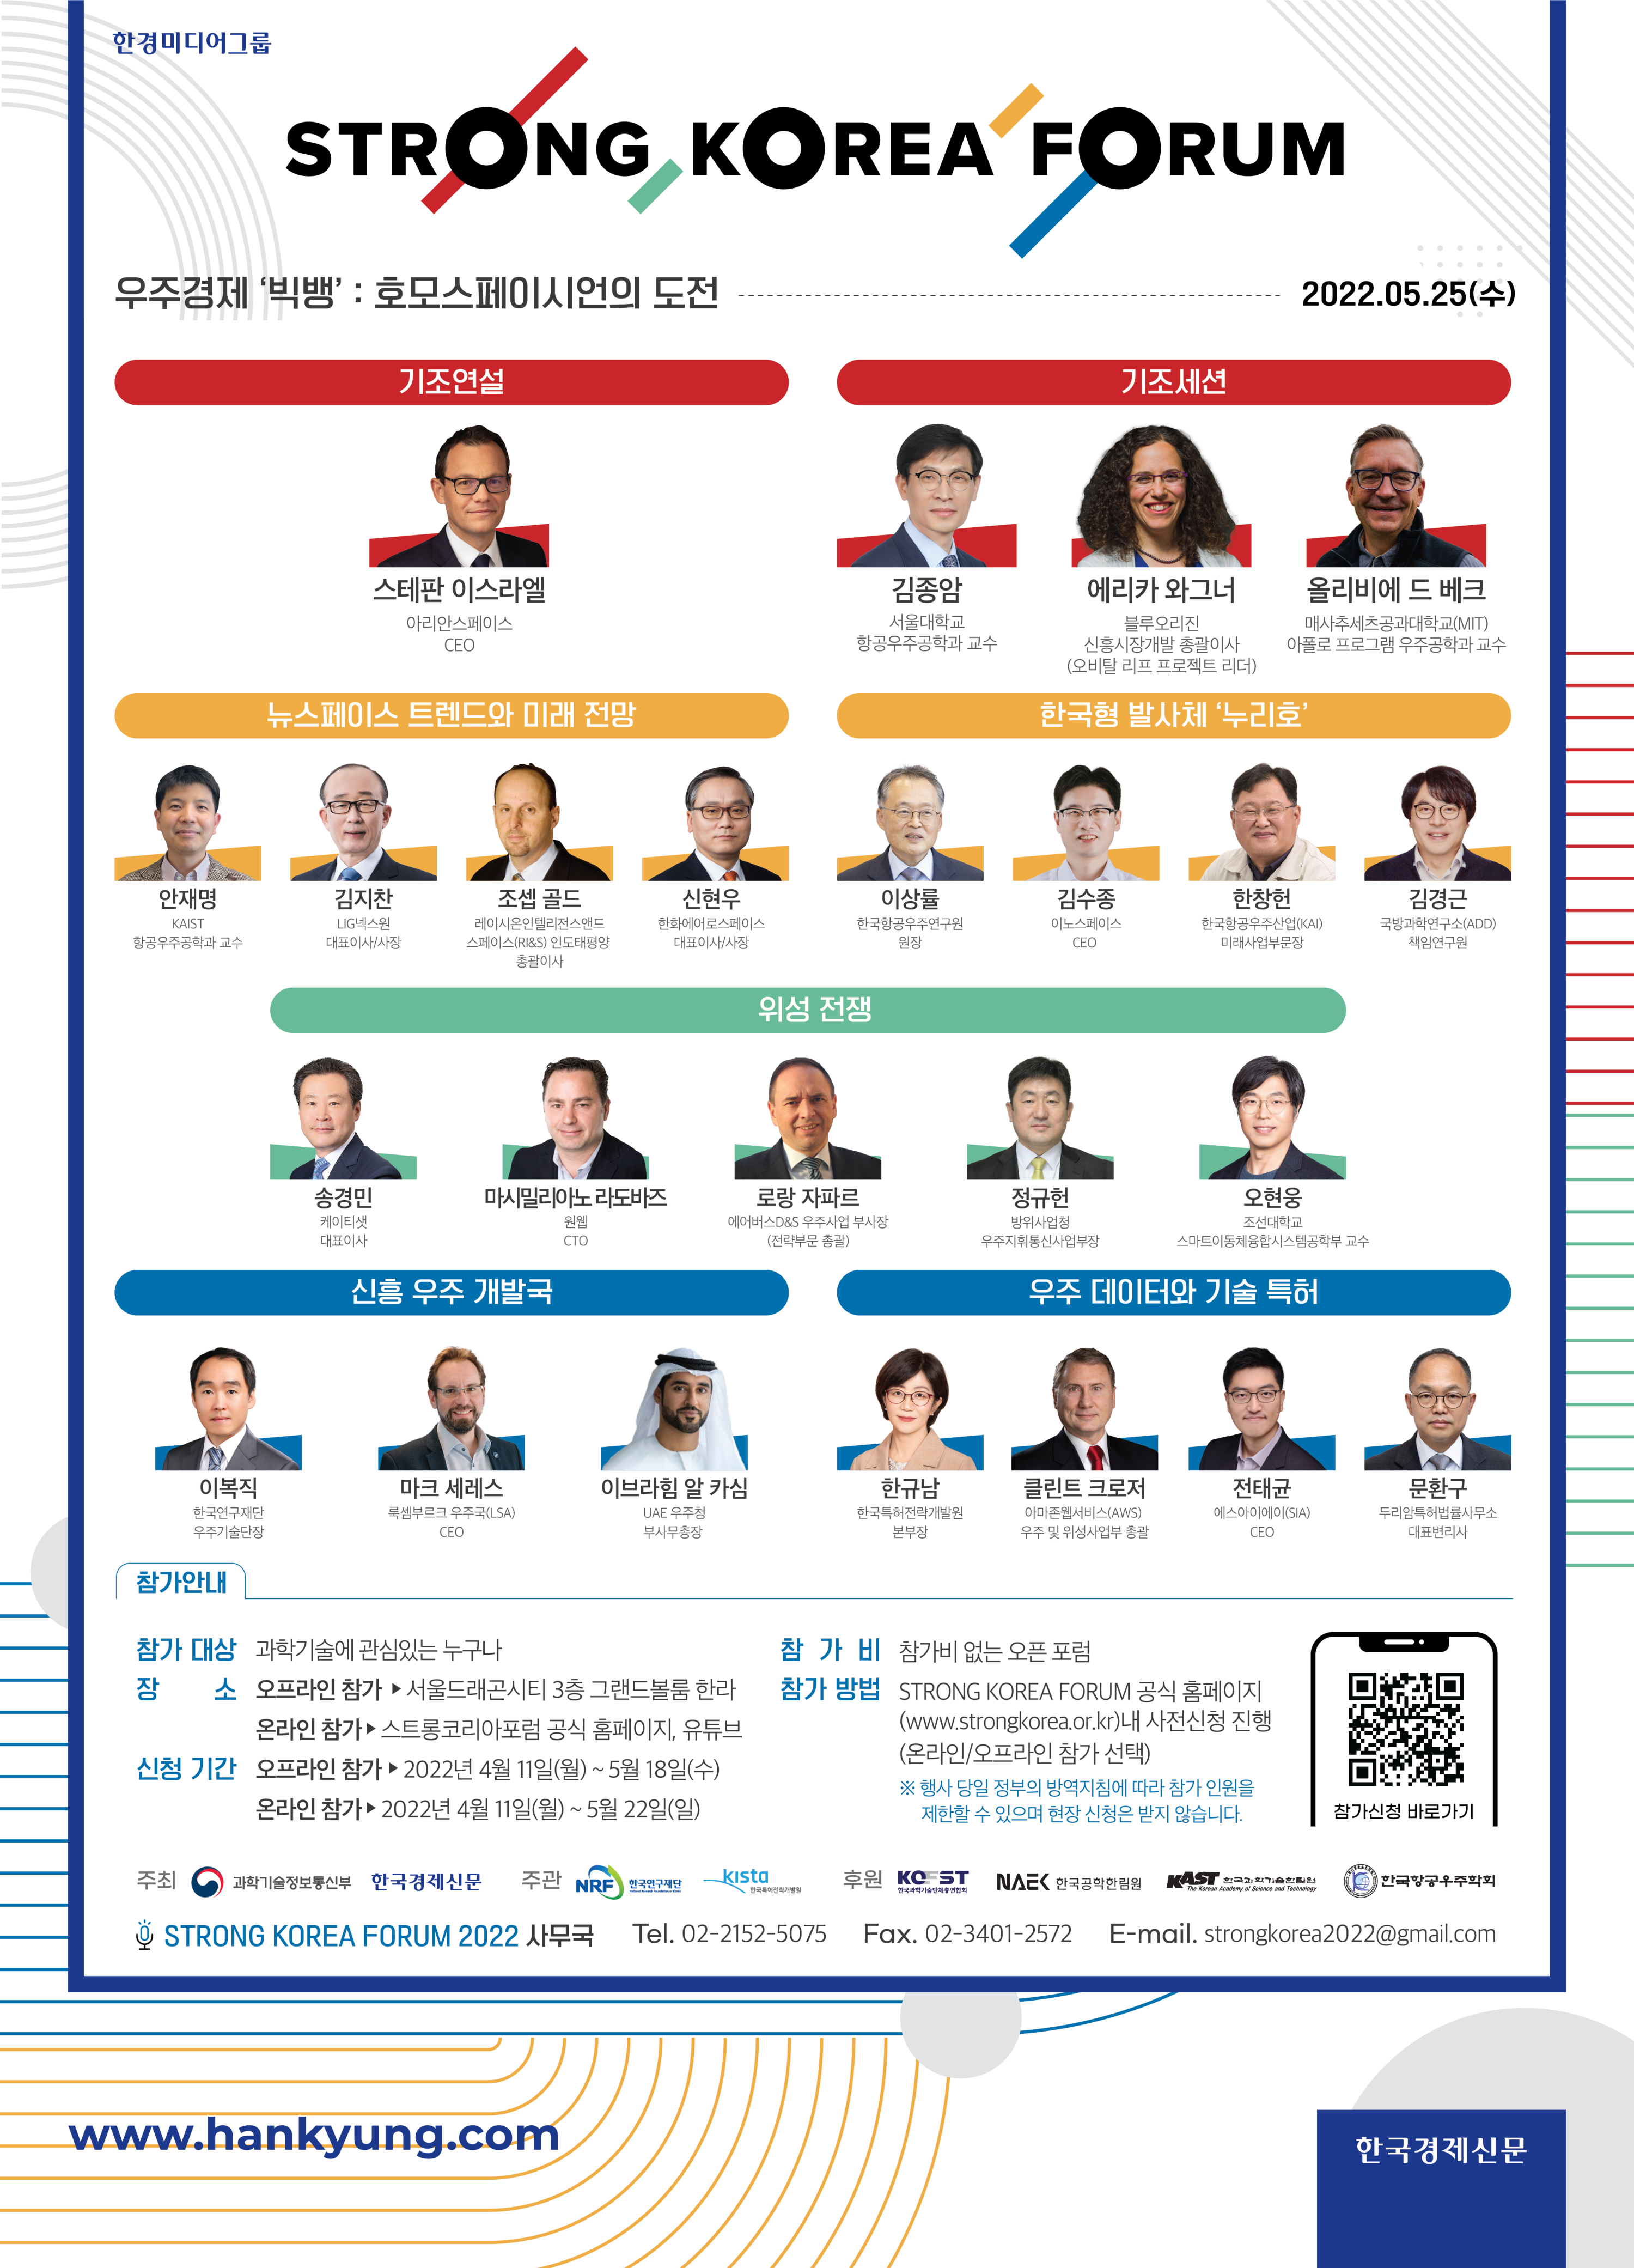 한경미디어그룹
STRONG KOREA FORUM
우주경제 ‘빅뱅’ : 호모스페이시언의 도전
2022.05.25(수)
기조연설
스테판 이스라엘
아리안스페이스
CEO
기조세션
김종암
서울대학교
항공우주공학과 교수
에리카 와그너
블루오리진
신흥시장개발 총괄이사
(오비탈 리프 프로젝트 리더)
올리비에 드 베크
매사추세츠공과대학교(MIT)
아폴로 프로그램 우주공학과 교수
뉴스페이스 트렌드와 미래 전망
안재명
KAIST
항공우주공학과 교수
김지찬
LIG넥스원
대표이사/사장
조셉 골드
레이시온인텔리전스앤드
스페이스(RI&S) 인도태평양
총괄이사
신현우
한화에어로스페이스
대표이사/사장
한국형 발사체 ‘누리호’
이상률
한국항공우주연구원
원장
김수종
이노스페이스
CEO
한창헌
한국항공우주산업(KAI)
미래사업부문장
김경근
국방과학연구소(ADD)
책임연구원
위성 전쟁
송경민
케이티샛
대표이사
마시밀리아노 라도바즈
원웹
CTO
로랑 자파르
에어버스D&S 우주사업 부사장
(전략부문 총괄)
정규헌
방위사업청
우주지휘통신사업부장
오현웅
조선대학교
스마트이동체융합시스템공학부 교수
신흥 우주 개발국
이복직
한국연구재단
우주기술단장
마크 세레스
룩셈부르크 우주국(LSA)
CEO
이브라힘 알 카심
UAE 우주청
부사무총장
우주 데이터와 기술 특허
한규남
한국특허전략개발원
본부장
클린트 크로저
아마존웹서비스(AWS)
우주 및 위성사업부 총괄
전태균
에스아이에이(SIA)
CEO
문환구
두리암특허법률사무소
대표변리사
참가안내
참가 대상 과학기술에 관심있는 누구나
장 소 오프라인 참가 ▶ 서울드래곤시티 3층 그랜드볼룸 한라
온라인 참가 ▶ 스트롱코리아포럼 공식 홈페이지, 유튜브
신청 기간 오프라인 참가 ▶ 2022년 4월 11일(월) ~ 5월 18일(수)
온라인 참가 ▶ 2022년 4월 11일(월) ~ 5월 22일(일)
참 가 비 참가비 없는 오픈 포럼
참가 방법 STRONG KOREA FORUM 공식 홈페이지
(www.strongkorea.or.kr)내 사전신청 진행
(온라인/오프라인 참가 선택)
※ 행사 당일 정부의 방역지침에 따라 참가 인원을
제한할 수 있으며 현장 신청은 받지 않습니다.
참가신청 바로가기
주최 과학기술정보통신부 한국경제신문 주관 NRF 한국연구재단 kista 한국특허전략개발원 후원 KOFST 한국과학기술단체총연합회 NAEK 한국공학한림원 KAST 한국과학기술한림원 The Korean Academy of Science and Technology 한국항공우주학회
STRONG KOREA FORUM 2022 사무국 Tel. 02-2152-5075 Fax. 02-3401-2572 E-mail. strongkorea2022@gmail.com
www.hankyung.com
한국경제신문